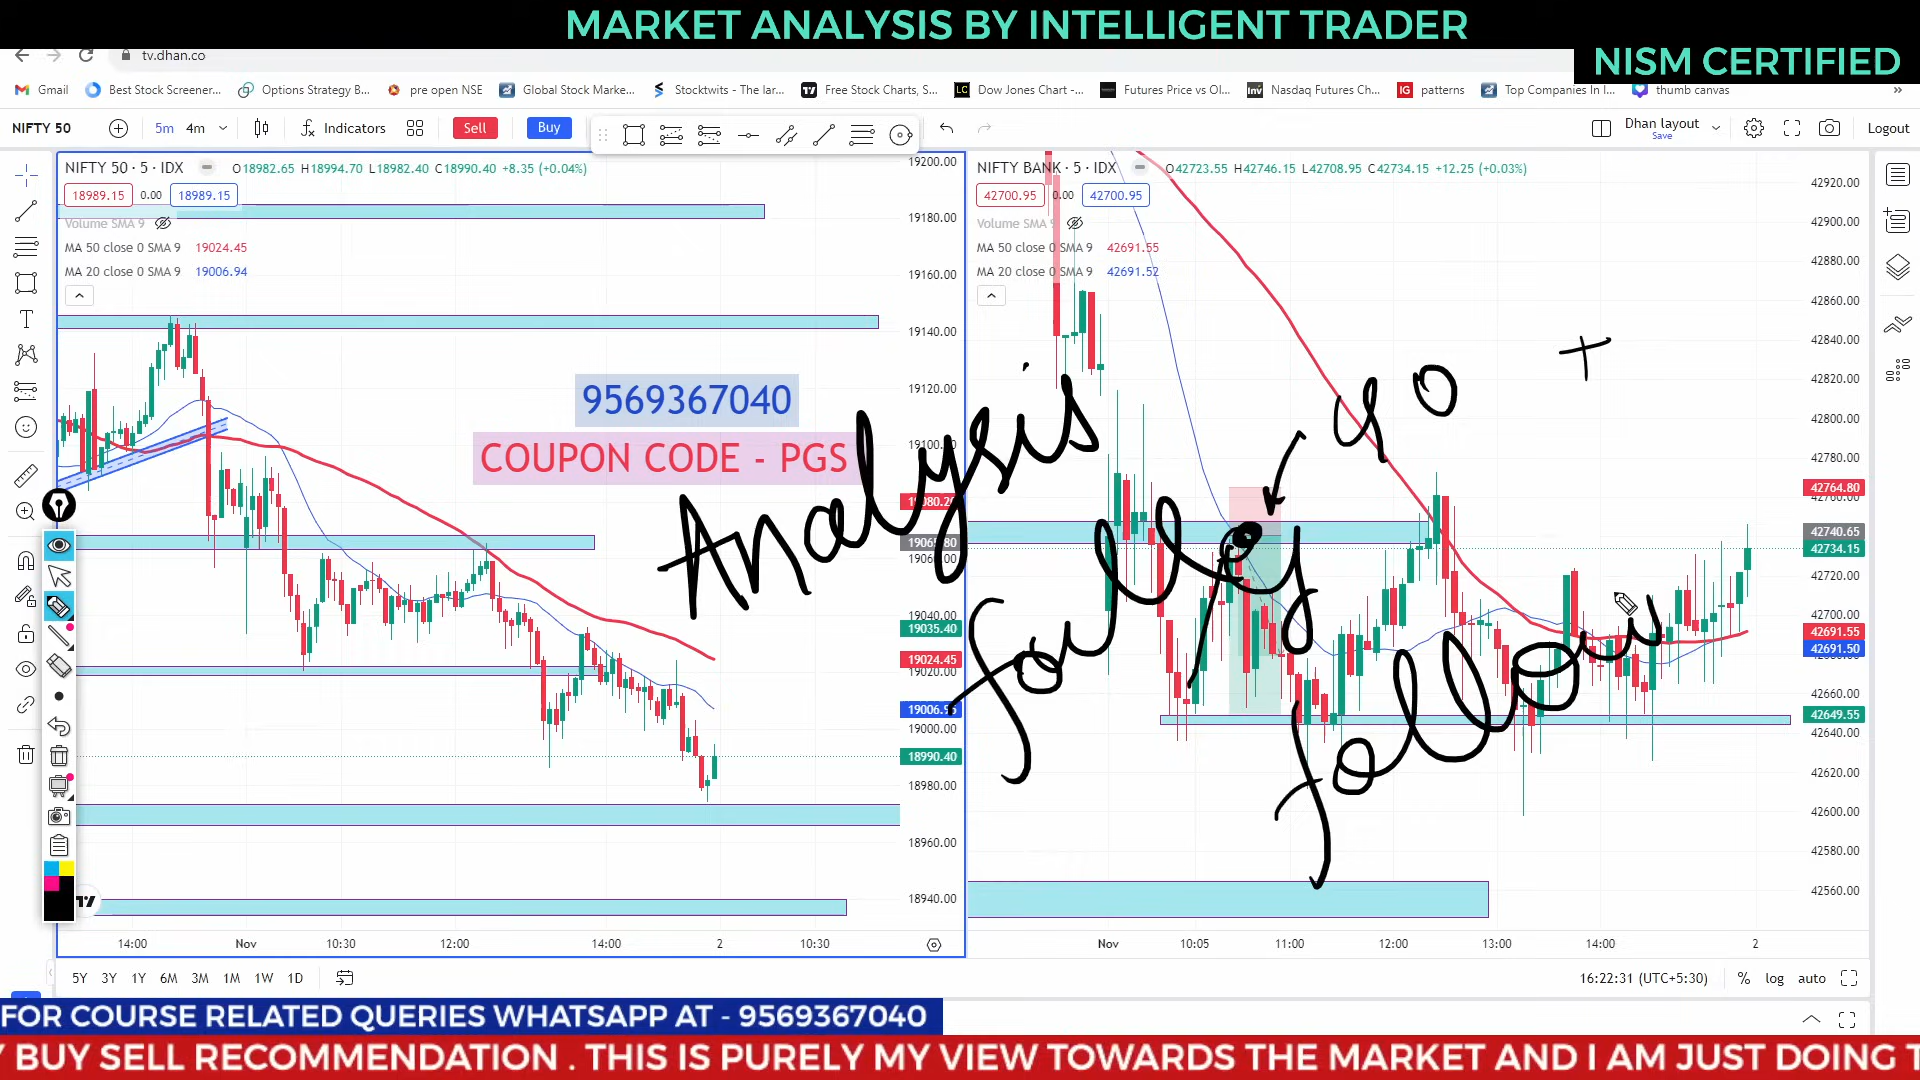 MARKET ANALYSIS BY INTELLIGENT TRADER
NISM CERTIFIED
tv.dhan.co
Gmail Best Stock Screener... Options Strategy B... pre open NSE Global Stock Marke... Stocktwits - The lar... Free Stock Charts, S... Dow Jones Chart -... Futures Price vs Ol... Nasdaq Futures Ch... patterns Top Companies In I... thumb canvas »
NIFTY 50 5m 4m Indicators Sell Buy Dhan layout Save Logout
NIFTY 50 · 5 · IDX O18982.65 H18994.70 L18982.40 C18990.40 +8.35 (+0.04%)
18989.15 0.00 18989.15
Volume SMA 9
MA 50 close 0 SMA 9 19024.45
MA 20 close 0 SMA 9 19006.94
19200.00
19180.00
19160.00
19140.00
19120.00
19100.00
19040.00
19035.40
19024.45
19020.00
19000.00
18990.40
18980.00
18960.00
18940.00
9569367040
COUPON CODE - PGS
14:00 Nov 10:30 12:00 14:00 2 10:30
NIFTY BANK · 5 · IDX O42723.55 H42746.15 L42708.95 C42734.15 +12.25 (+0.03%)
42700.95 0.00 42700.95
Volume SMA 9
MA 50 close 0 SMA 9 42691.55
MA 20 close 0 SMA 9 42691.52
42920.00
42900.00
42880.00
42860.00
42840.00
42820.00
42800.00
42780.00
42764.80
42740.65
42734.15
42720.00
42700.00
42691.55
42691.50
42660.00
42649.55
42640.00
42620.00
42600.00
42580.00
42560.00
Analysis
40 +
fully
follow
Nov 10:05 11:00 12:00 13:00 14:00 2
5Y 3Y 1Y 6M 3M 1M 1W 1D 16:22:31 (UTC+5:30) % log auto
FOR COURSE RELATED QUERIES WHATSAPP AT - 9569367040
BUY SELL RECOMMENDATION . THIS IS PURELY MY VIEW TOWARDS THE MARKET AND I AM JUST DOING